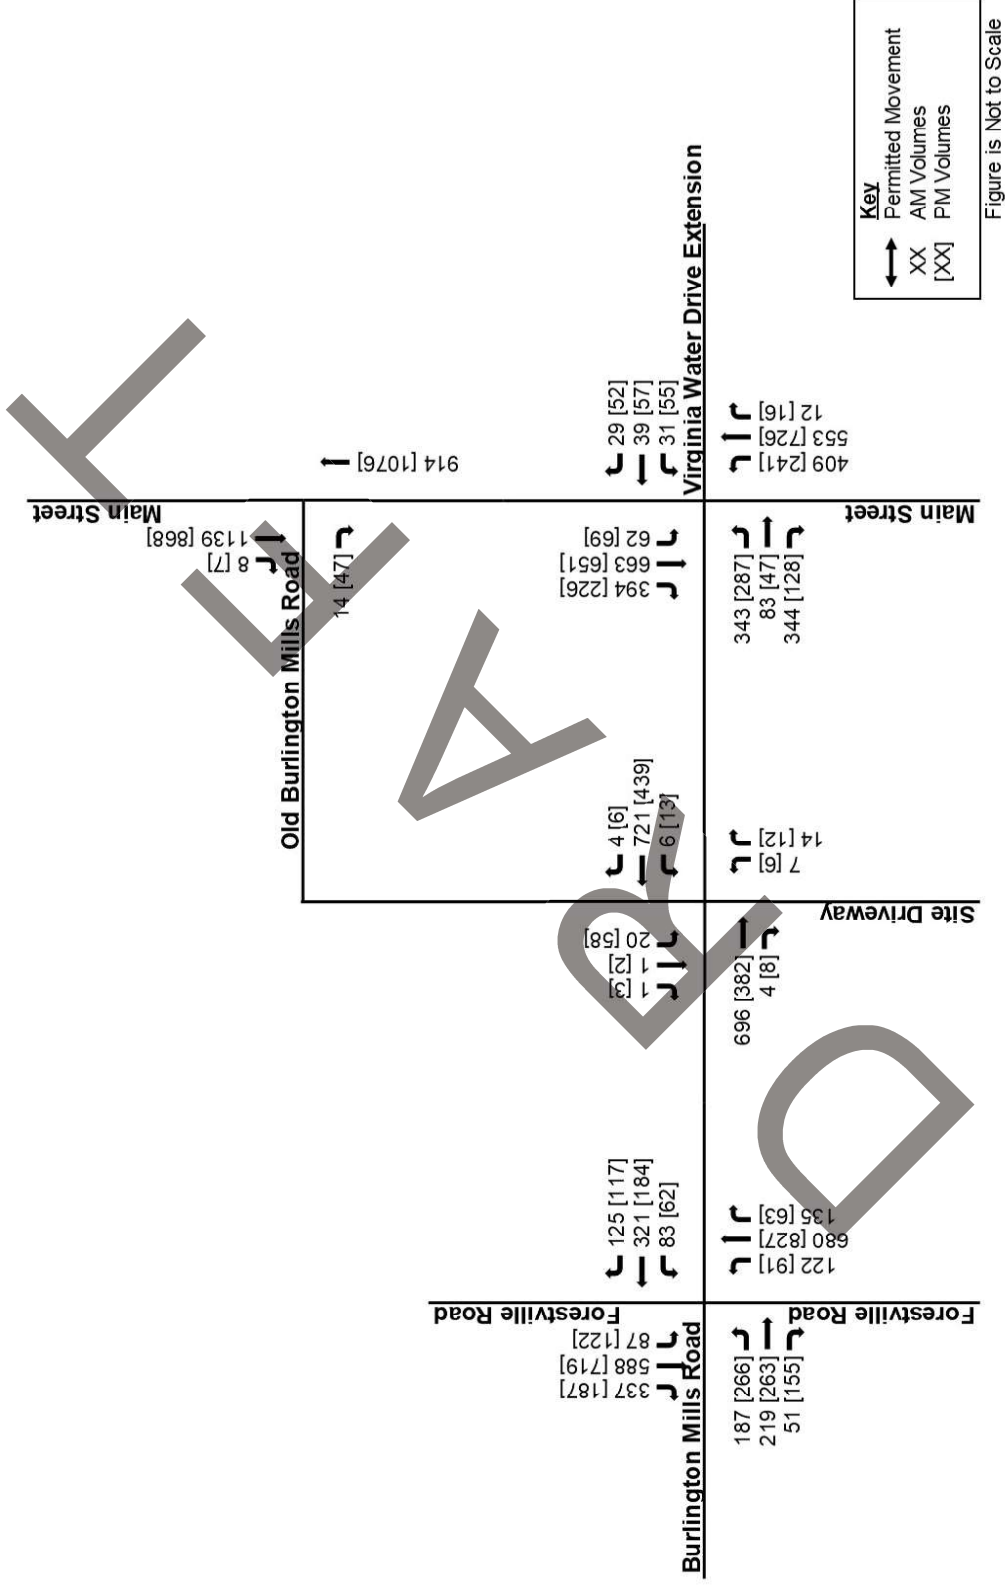 Key
Permitted Movement
XX AM Volumes
[XX] PM Volumes
Figure is Not to Scale
Main Street
914 [1076]
1139 [868]
8 [7]
Old Burlington Mills Road
14 [47]
Virginia Water Drive Extension
29 [52]
39 [57]
31 [55]
12 [16]
553 [726]
409 [241]
62 [69]
663 [651]
394 [226]
343 [287]
83 [47]
344 [128]
Main Street
4 [6]
721 [439]
6 [13]
14 [12]
7 [6]
Site Driveway
20 [58]
1 [2]
1 [3]
696 [382]
4 [8]
125 [117]
321 [184]
83 [62]
135 [63]
680 [827]
122 [91]
Forestville Road
Forestville Road
87 [122]
588 [719]
337 [187]
Burlington Mills Road
187 [266]
219 [263]
51 [155]
DRAFT